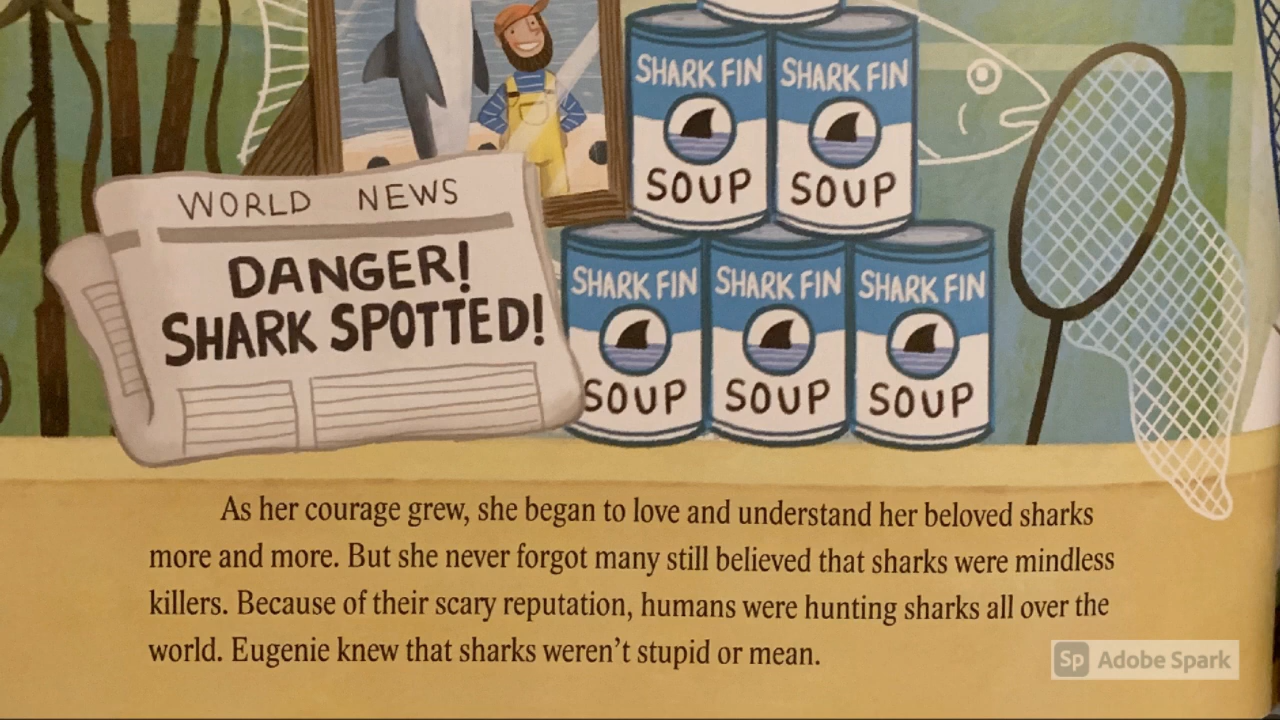 SHARK FIN
SOUP
SHARK FIN
SOUP
WORLD NEWS
DANGER!
SHARK SPOTTED!
SHARK FIN
SOUP
SHARK FIN
SOUP
SHARK FIN
SOUP
As her courage grew, she began to love and understand her beloved sharks
more and more. But she never forgot many still believed that sharks were mindless
killers. Because of their scary reputation, humans were hunting sharks all over the
world. Eugenie knew that sharks weren't stupid or mean.
Sp Adobe Spark